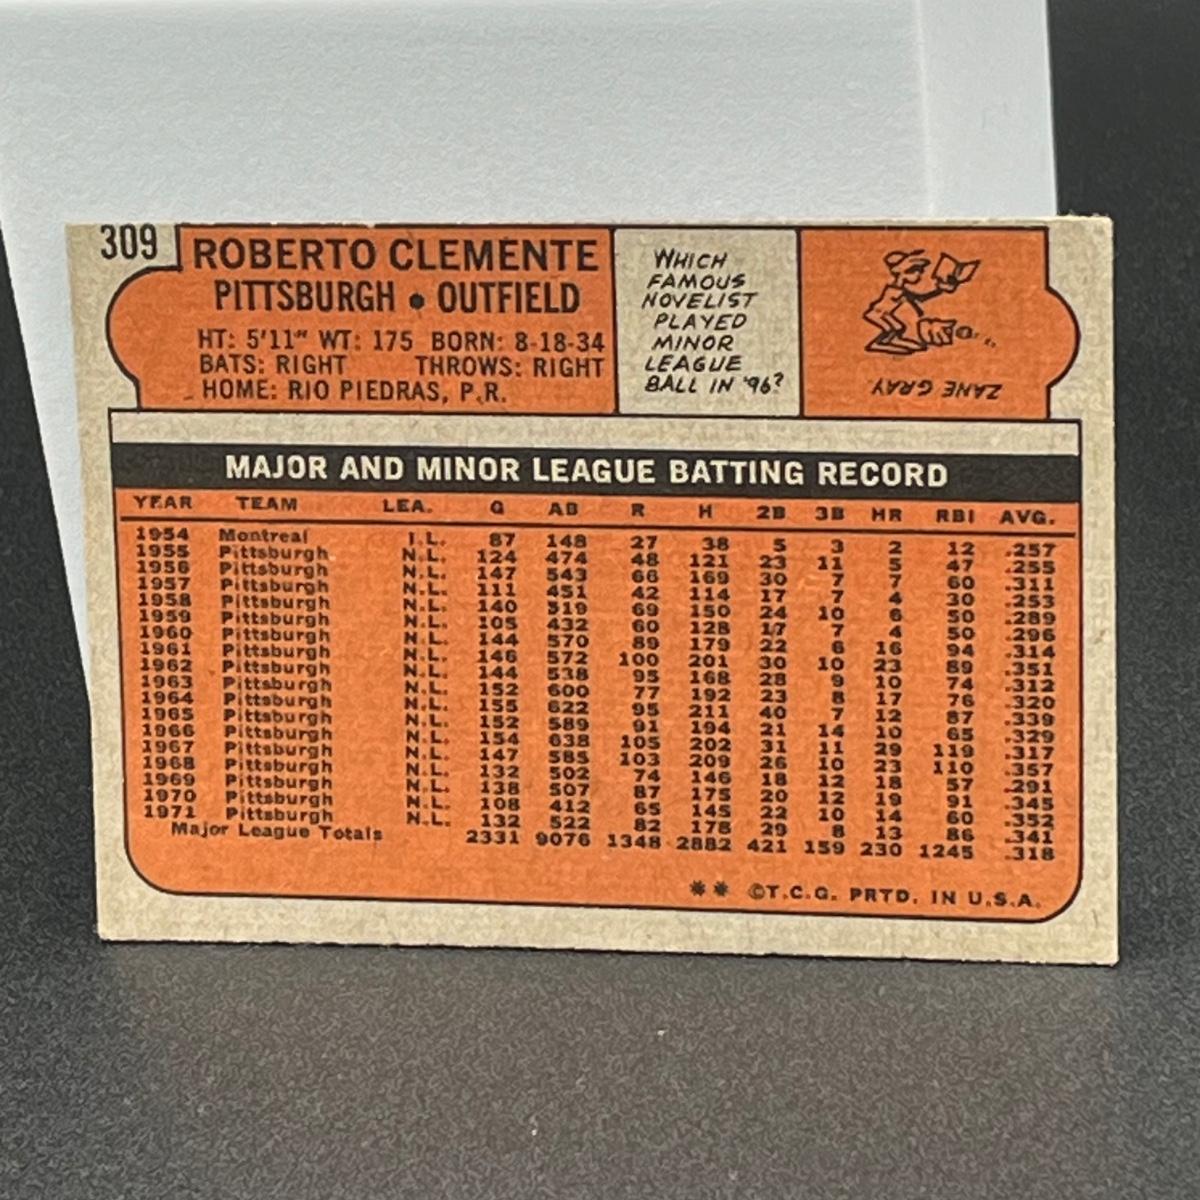 309
ROBERTO CLEMENTE
PITTSBURGH • OUTFIELD
HT: 5'11" WT: 175 BORN: 8-18-34
BATS: RIGHT THROWS: RIGHT
HOME: RIO PIEDRAS, P.R.
WHICH
FAMOUS
NOVELIST
PLAYED
MINOR
LEAGUE
BALL IN '96?
ZANE GRAY
MAJOR AND MINOR LEAGUE BATTING RECORD
YEAR TEAM LEA. G AB R H 2B 3B HR RBI AVG.
1954 Montreal I.L. 87 148 27 38 5 3 2 12 .257
1955 Pittsburgh N.L. 124 474 48 121 23 11 5 47 .255
1956 Pittsburgh N.L. 147 543 66 169 30 7 7 60 .311
1957 Pittsburgh N.L. 111 451 42 114 17 7 4 30 .253
1958 Pittsburgh N.L. 140 519 69 150 24 10 6 50 .289
1959 Pittsburgh N.L. 105 432 60 128 17 7 4 50 .296
1960 Pittsburgh N.L. 144 570 89 179 22 6 16 94 .314
1961 Pittsburgh N.L. 146 572 100 201 30 10 23 89 .351
1962 Pittsburgh N.L. 144 538 95 168 28 9 10 74 .312
1963 Pittsburgh N.L. 152 600 77 192 23 8 17 76 .320
1964 Pittsburgh N.L. 155 622 95 211 40 7 12 87 .339
1965 Pittsburgh N.L. 152 589 91 194 21 14 10 65 .329
1966 Pittsburgh N.L. 154 638 105 202 31 11 29 119 .317
1967 Pittsburgh N.L. 147 585 103 209 26 10 23 110 .357
1968 Pittsburgh N.L. 132 502 74 146 18 12 18 57 .291
1969 Pittsburgh N.L. 138 507 87 175 20 12 19 91 .345
1970 Pittsburgh N.L. 108 412 65 145 22 10 14 60 .352
1971 Pittsburgh N.L. 132 522 82 178 29 8 13 86 .341
Major League Totals 2331 9076 1348 2882 421 159 230 1245 .318
** ©T.C.G. PRTD. IN U.S.A.